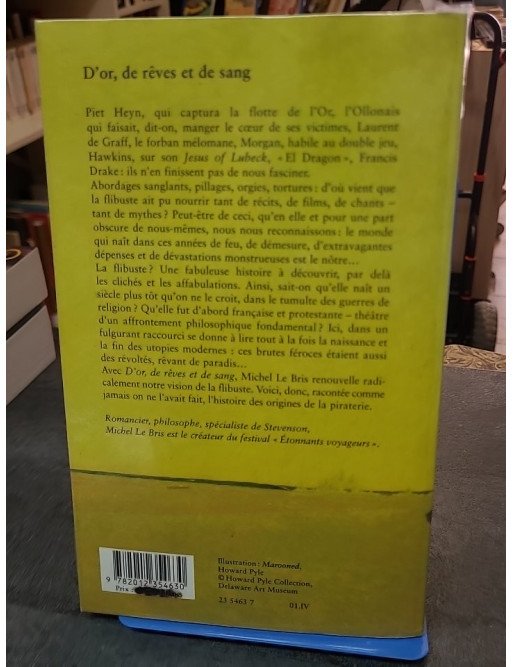 D'or, de rêves et de sang
Piet Heyn, qui captura la flotte de l'Or, l'Ollonais
qui faisait, dit-on, manger le cœur de ses victimes, Laurent
de Graff, le forban mélomane, Morgan, habile au double jeu,
Hawkins, sur son Jesus of Lubeck, « El Dragon », Francis
Drake : ils n'en finissent pas de nous fasciner.
Abordages sanglants, pillages, orgies, tortures : d'où vient que
la flibuste ait pu nourrir tant de récits, de films, de chants –
tant de mythes ? Peut-être de ceci, qu'en elle et pour une part
obscure de nous-mêmes, nous nous reconnaissons : le monde
qui naît dans ces années de feu, de démesure, d'extravagantes
dépenses et de dévastations monstrueuses est le nôtre…
La flibuste ? Une fabuleuse histoire à découvrir, par delà
les clichés et les affabulations. Ainsi, sait-on qu'elle naît un
siècle plus tôt qu'on ne le croit, dans le tumulte des guerres de
religion ? Qu'elle fut d'abord française et protestante – théâtre
d'un affrontement philosophique fondamental ? Ici, dans un
fulgurant raccourci se donne à lire tout à la fois la naissance et
la fin des utopies modernes : ces brutes féroces étaient aussi
des révoltés, rêvant de paradis…
Avec D'or, de rêves et de sang, Michel Le Bris renouvelle radi-
calement notre vision de la flibuste. Voici, donc, racontée comme
jamais on ne l'avait fait, l'histoire des origines de la piraterie.
Romancier, philosophe, spécialiste de Stevenson,
Michel Le Bris est le créateur du festival « Étonnants voyageurs ».
9 782012 354630
Prix :
Illustration : Marooned,
Howard Pyle
© Howard Pyle Collection,
Delaware Art Museum
23 5463 7 01.IV